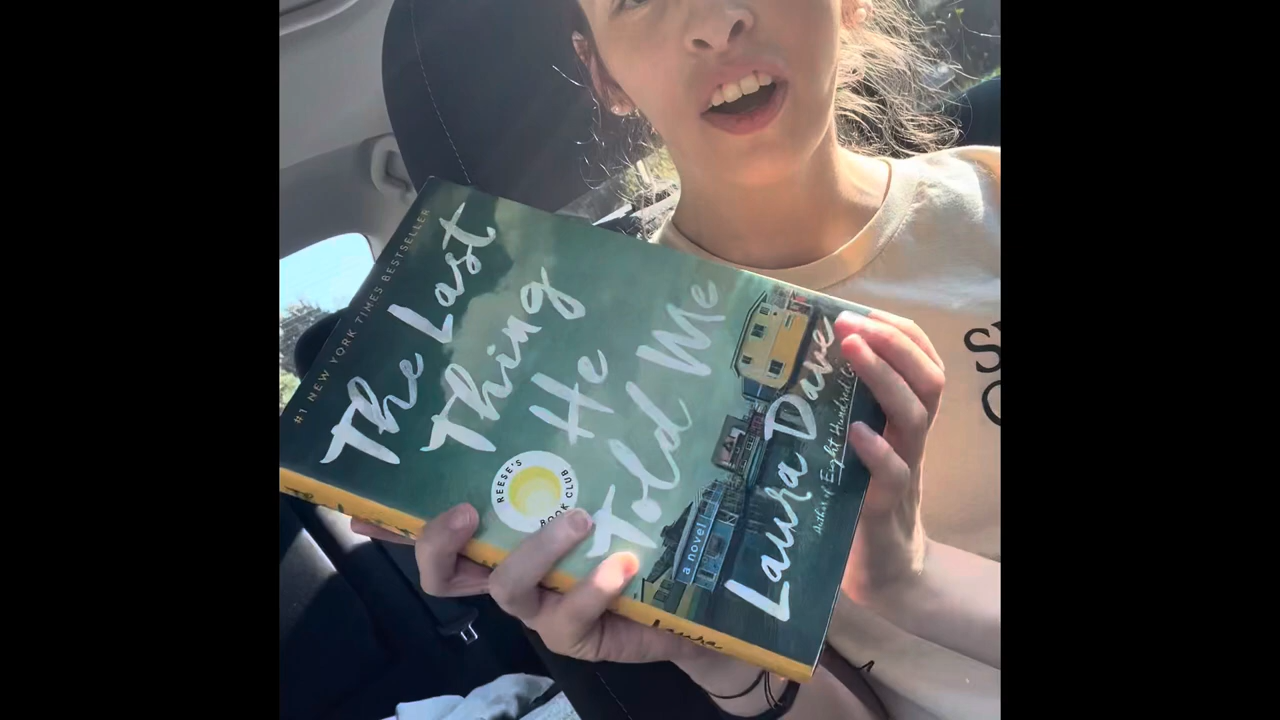 #1 NEW YORK TIMES BESTSELLER
The Last
Thing
He
Told Me
REESE'S
BOOK CLUB
a novel
Laura Dave
Author of Eight Hundred
Laura